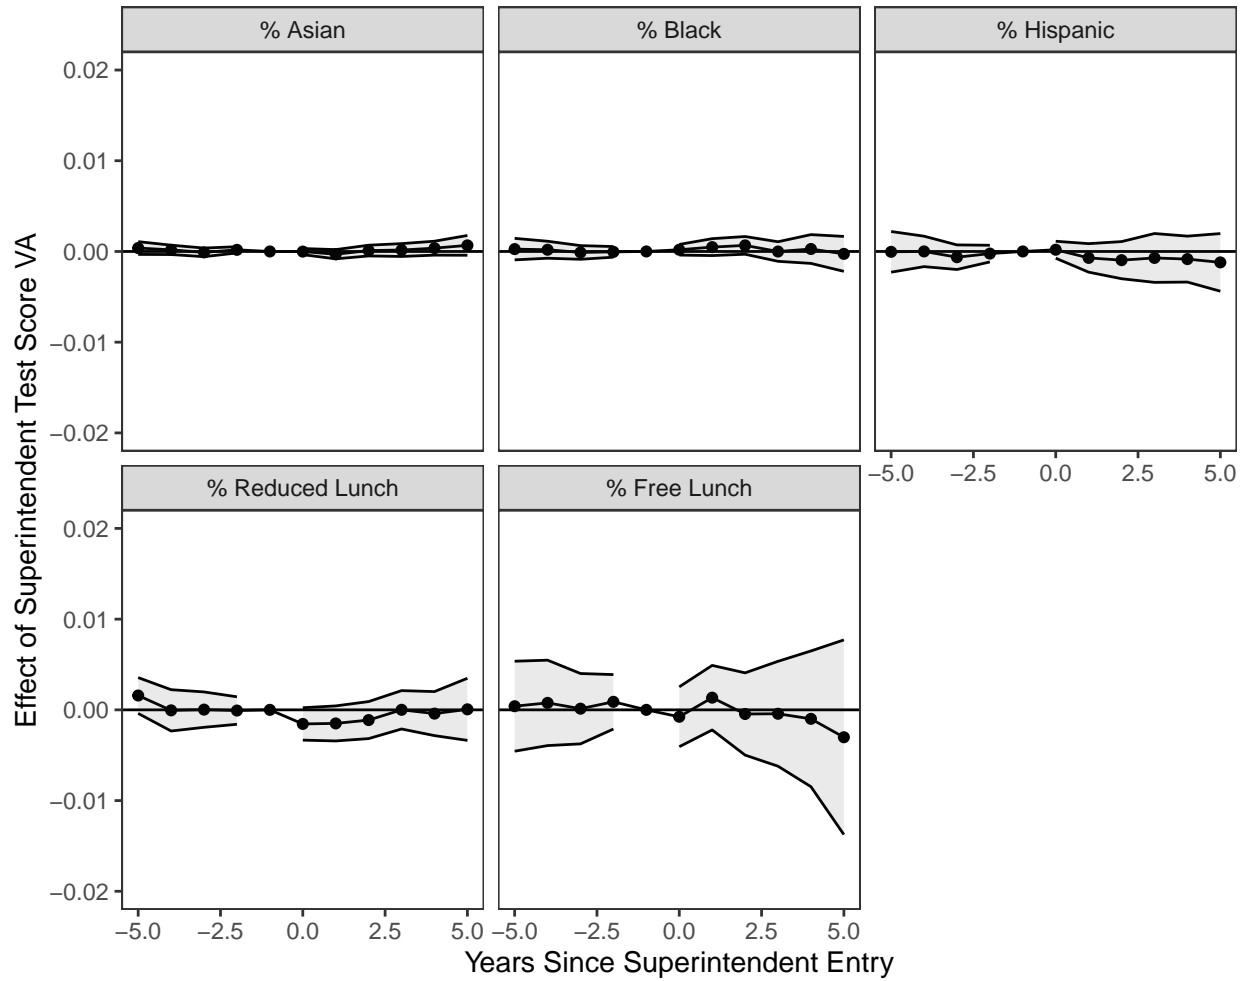 % Asian
% Black
% Hispanic
0.02
0.01
0.00
−0.01
−0.02
−5.0 −2.5 0.0 2.5 5.0
% Reduced Lunch
% Free Lunch
0.02
0.01
0.00
−0.01
−0.02
−5.0 −2.5 0.0 2.5 5.0
−5.0 −2.5 0.0 2.5 5.0
Years Since Superintendent Entry
Effect of Superintendent Test Score VA